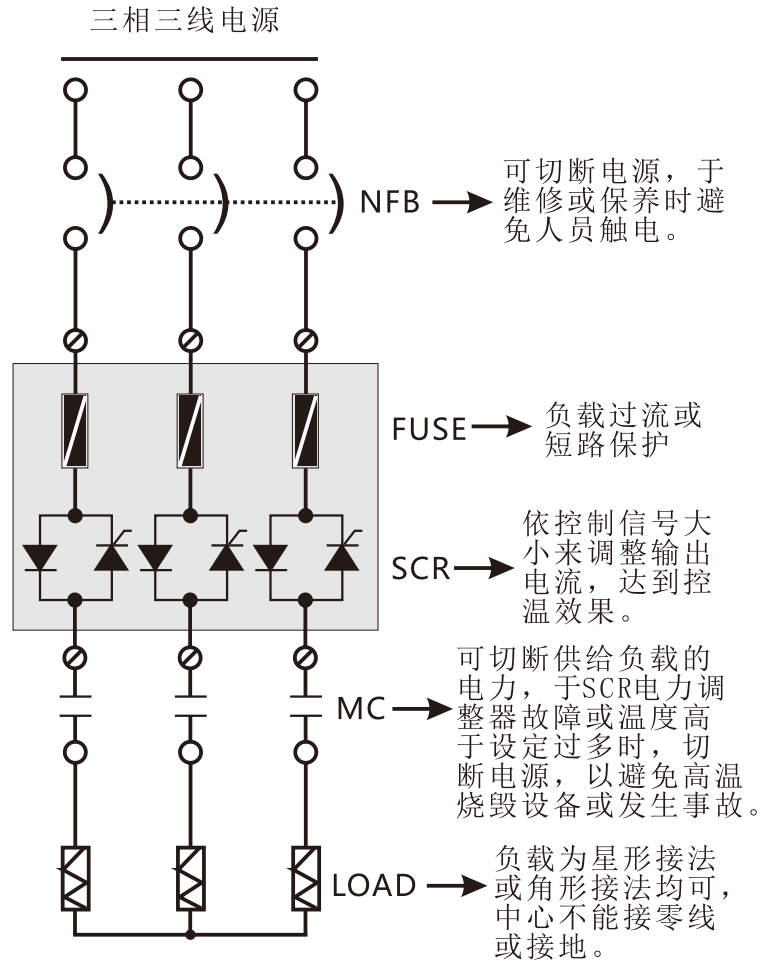 三相三线电源
NFB
可切断电源，于
维修或保养时避
免人员触电。
FUSE
负载过流或
短路保护
SCR
依控制信号大
小来调整输出
电流，达到控
温效果。
MC
可切断供给负载的
电力，于SCR电力调
整器故障或温度高
于设定过多时，切
断电源，以避免高温
烧毁设备或发生事故。
LOAD
负载为星形接法
或角形接法均可，
中心不能接零线
或接地。